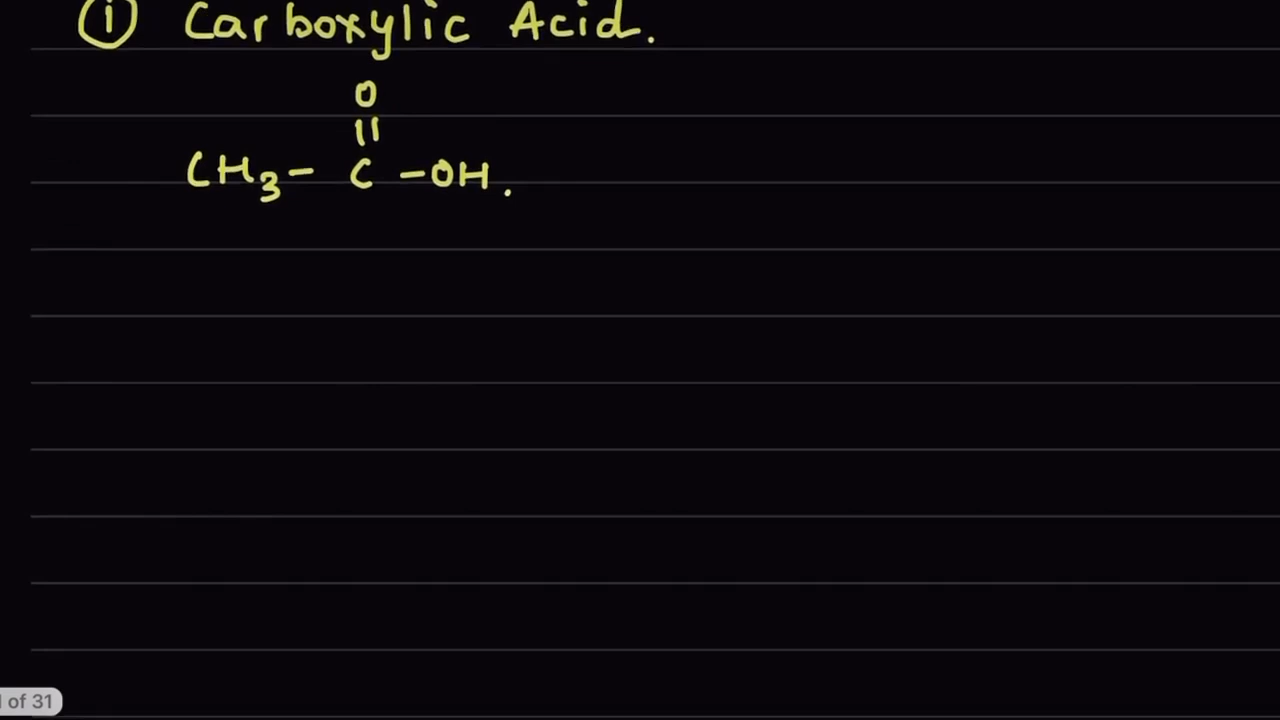 ① Carboxylic Acid.
O
||
CH₃- C -OH.
of 31